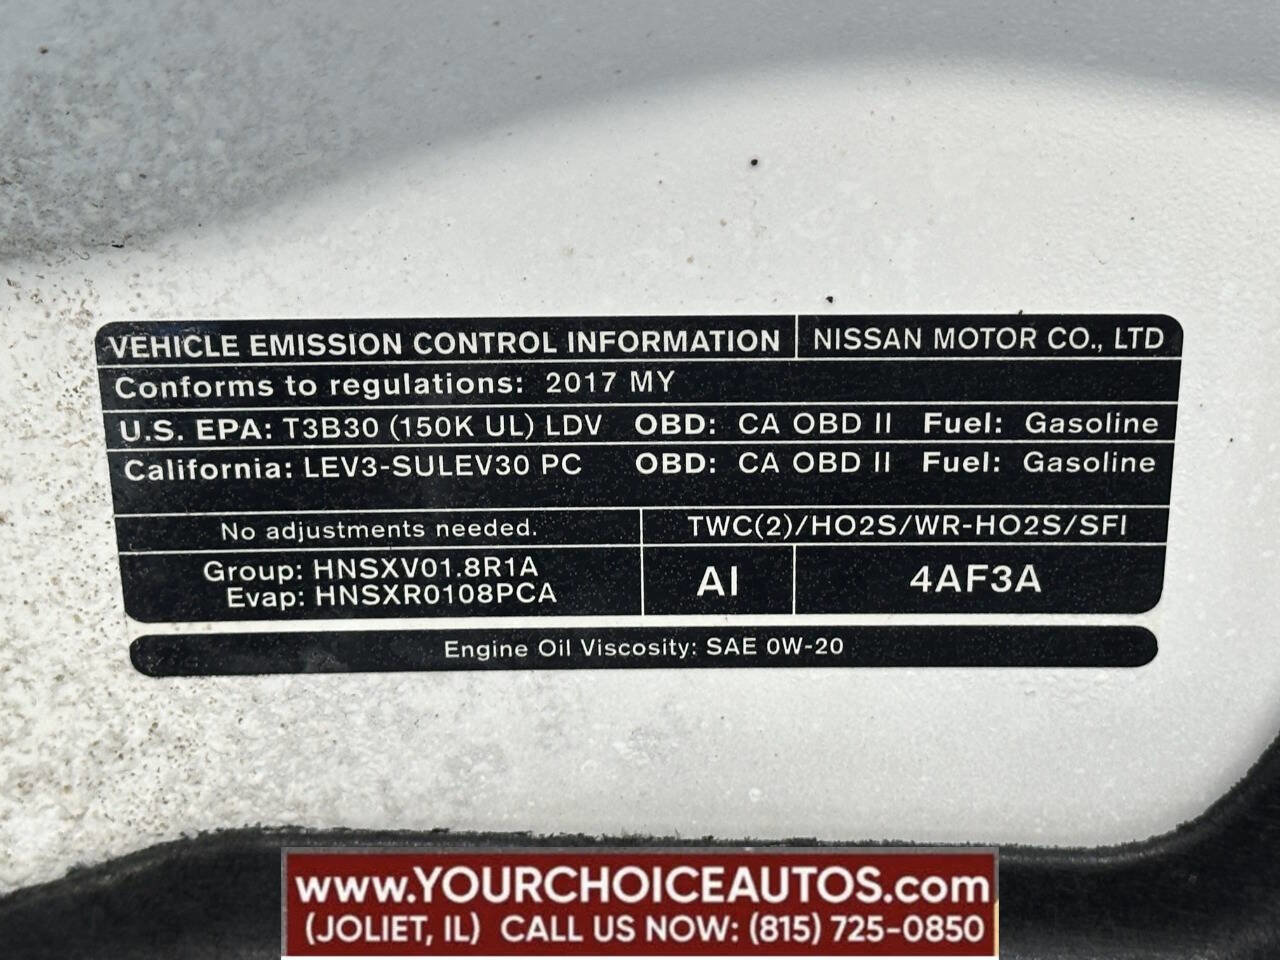 VEHICLE EMISSION CONTROL INFORMATION NISSAN MOTOR CO., LTD
Conforms to regulations: 2017 MY
U.S. EPA: T3B30 (150K UL) LDV OBD: CA OBD II Fuel: Gasoline
California: LEV3-SULEV30 PC OBD: CA OBD II Fuel: Gasoline
No adjustments needed. TWC(2)/HO2S/WR-HO2S/SFI
Group: HNSXV01.8R1A
Evap: HNSXR0108PCA
AI 4AF3A
Engine Oil Viscosity: SAE 0W-20
www.YOURCHOICEAUTOS.com
(JOLIET, IL) CALL US NOW: (815) 725-0850